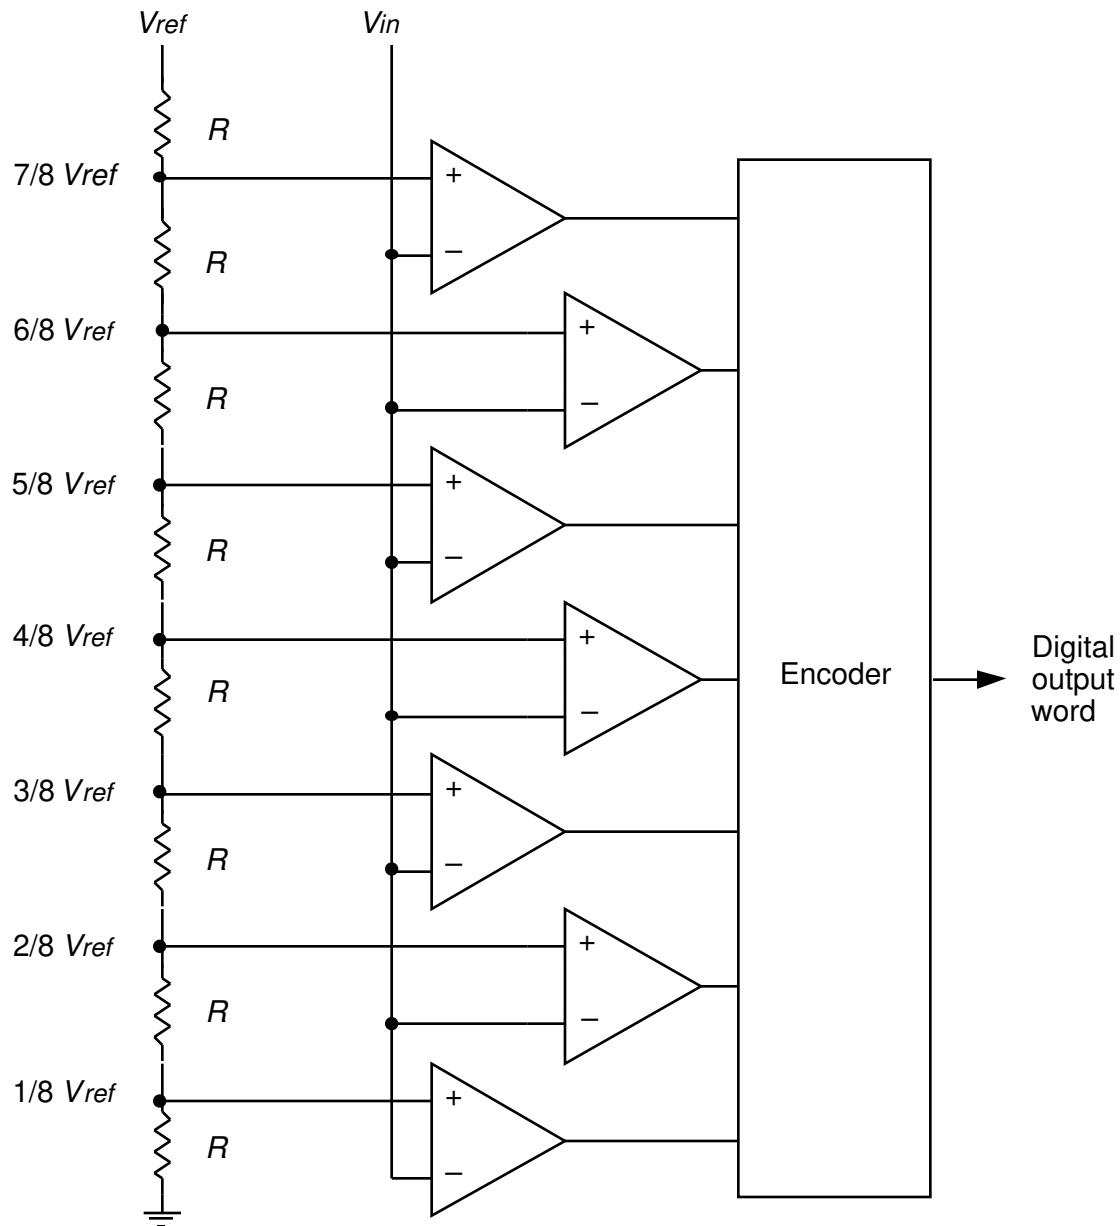 Vref
Vin
R
7/8 Vref
+
–
R
6/8 Vref
+
–
R
5/8 Vref
+
–
R
4/8 Vref
+
–
R
3/8 Vref
+
–
R
2/8 Vref
+
–
R
1/8 Vref
+
–
R
Encoder
Digital
output
word